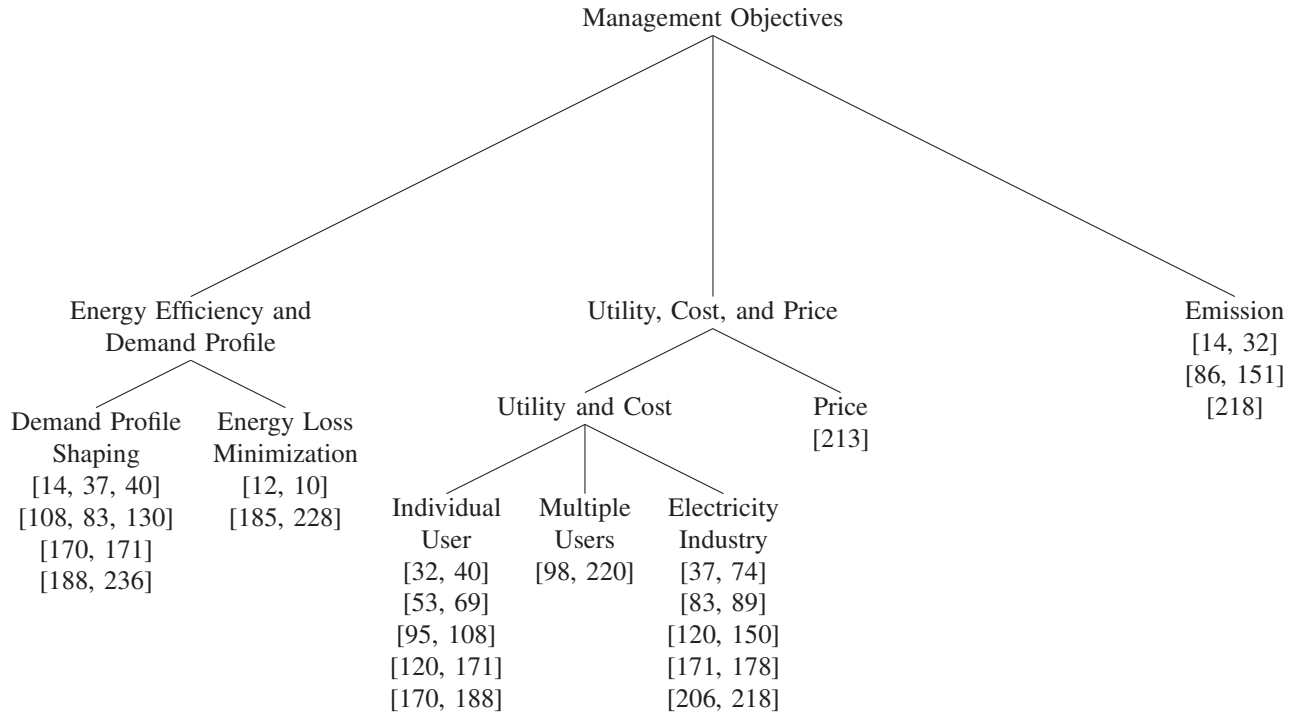 Management Objectives
Energy Efficiency and
Demand Profile
Demand Profile
Shaping
[14, 37, 40]
[108, 83, 130]
[170, 171]
[188, 236]
Energy Loss
Minimization
[12, 10]
[185, 228]
Utility, Cost, and Price
Utility and Cost
Individual
User
[32, 40]
[53, 69]
[95, 108]
[120, 171]
[170, 188]
Multiple
Users
[98, 220]
Electricity
Industry
[37, 74]
[83, 89]
[120, 150]
[171, 178]
[206, 218]
Price
[213]
Emission
[14, 32]
[86, 151]
[218]